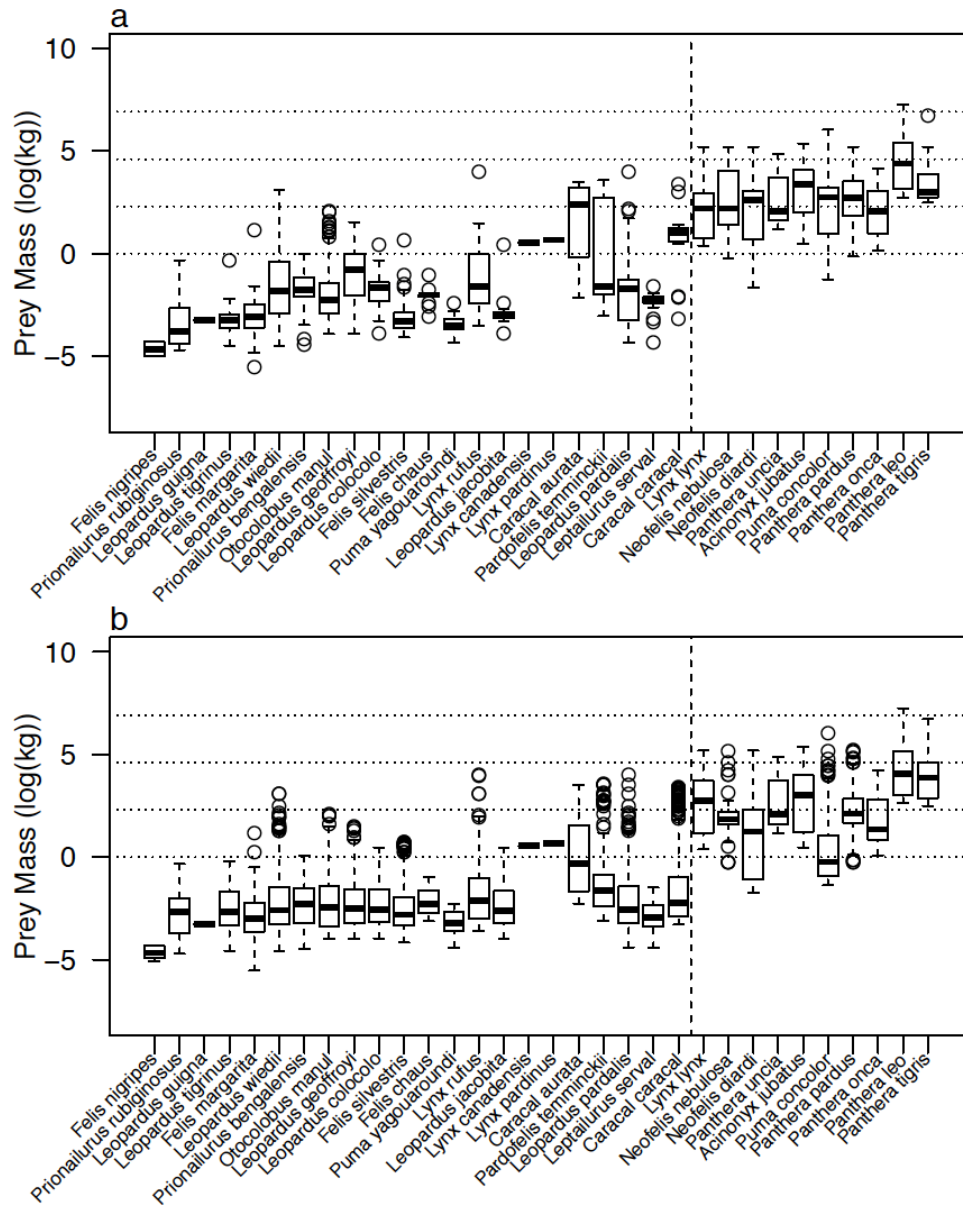 a
Prey Mass (log(kg))
10
5
0
−5
Felis nigripes
Prionailurus rubiginosus
Leopardus guigna
Leopardus tigrinus
Felis margarita
Leopardus wiedii
Prionailurus bengalensis
Otocolobus manul
Leopardus geoffroyi
Leopardus colocolo
Felis silvestris
Felis chaus
Puma yagouaroundi
Lynx rufus
Leopardus jacobita
Lynx canadensis
Lynx pardinus
Caracal aurata
Pardofelis temminckii
Leopardus pardalis
Leptailurus serval
Caracal caracal
Lynx lynx
Neofelis nebulosa
Neofelis diardi
Panthera uncia
Acinonyx jubatus
Puma concolor
Panthera pardus
Panthera onca
Panthera leo
Panthera tigris
b
Prey Mass (log(kg))
10
5
0
−5
Felis nigripes
Prionailurus rubiginosus
Leopardus guigna
Leopardus tigrinus
Felis margarita
Leopardus wiedii
Prionailurus bengalensis
Otocolobus manul
Leopardus geoffroyi
Leopardus colocolo
Felis silvestris
Felis chaus
Puma yagouaroundi
Lynx rufus
Leopardus jacobita
Lynx canadensis
Lynx pardinus
Caracal aurata
Pardofelis temminckii
Leopardus pardalis
Leptailurus serval
Caracal caracal
Lynx lynx
Neofelis nebulosa
Neofelis diardi
Panthera uncia
Acinonyx jubatus
Puma concolor
Panthera pardus
Panthera onca
Panthera leo
Panthera tigris